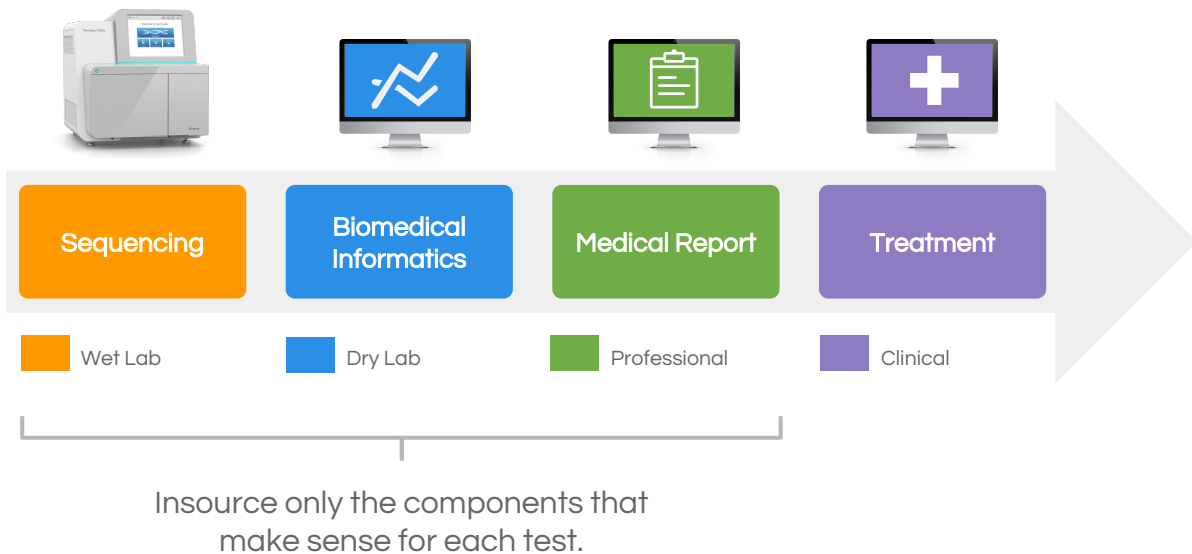 Sequencing
Biomedical
Informatics
Medical Report
Treatment
Wet Lab
Dry Lab
Professional
Clinical
Insource only the components that
make sense for each test.